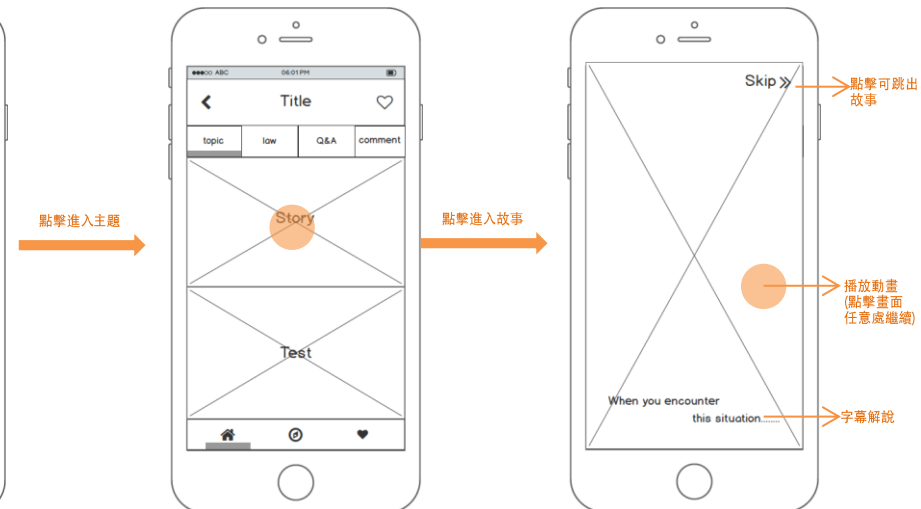 點擊進入主題
ABC 06:01 PM
Title
topic law Q&A comment
Story
Test
點擊進入故事
Skip
點擊可跳出
故事
播放動畫
(點擊畫面
任意處繼續)
When you encounter
this situation.......
字幕解說